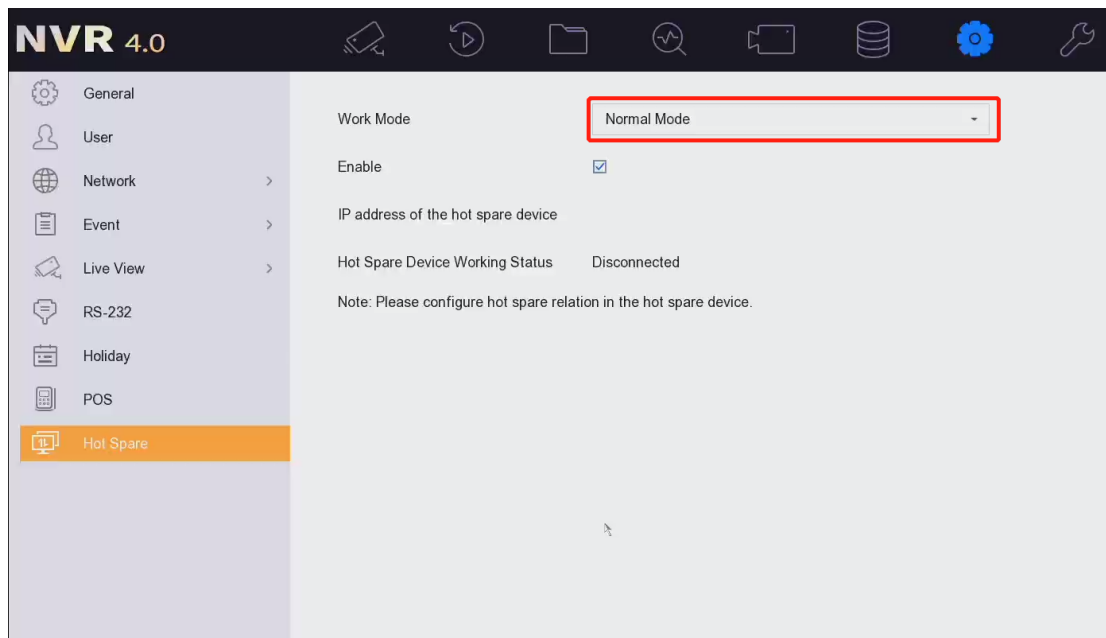 NVR 4.0
General
User
Network
Event
Live View
RS-232
Holiday
POS
Hot Spare
Work Mode Normal Mode
Enable
IP address of the hot spare device
Hot Spare Device Working Status Disconnected
Note: Please configure hot spare relation in the hot spare device.